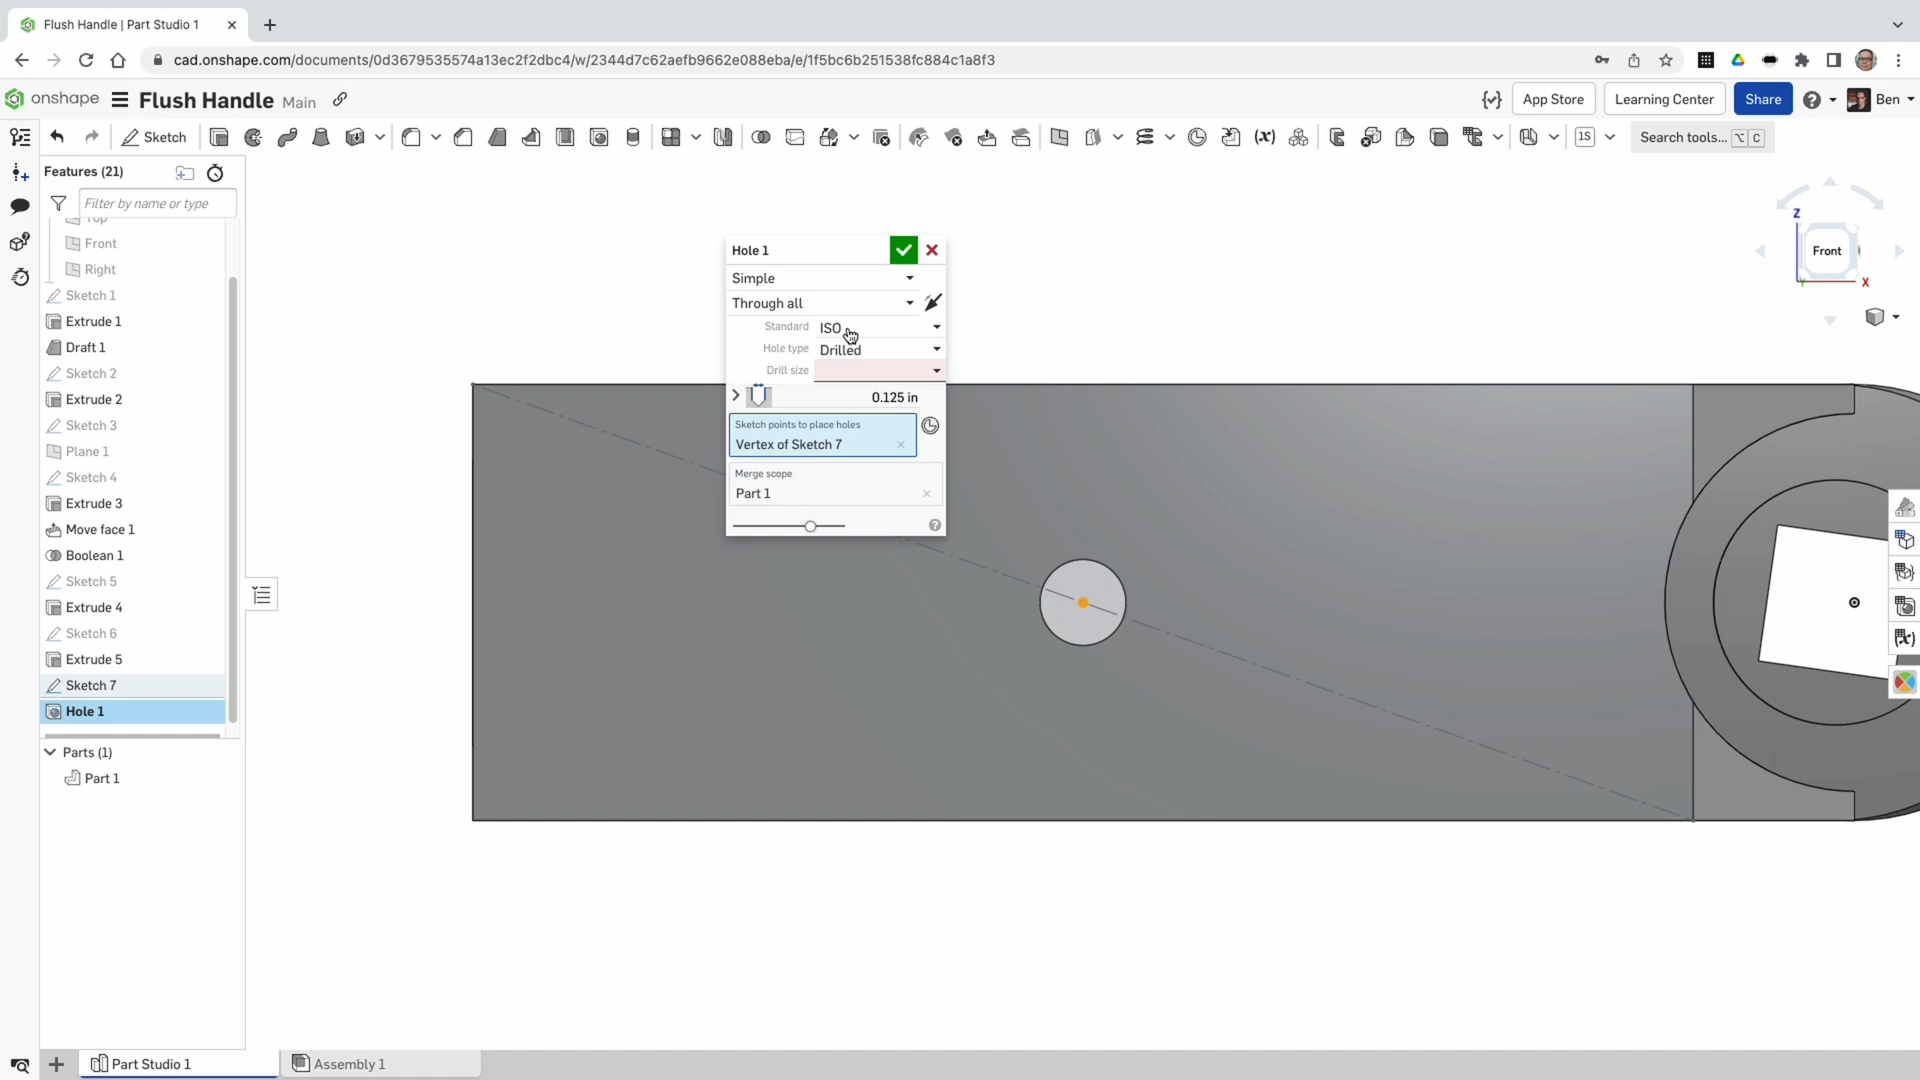 Flush Handle | Part Studio 1
cad.onshape.com/documents/0d3679535574a13ec2f2dbc4/w/2344d7c62aefb9662e088eba/e/1f5bc6b251538fc884c1a8f3
onshape Flush Handle Main App Store Learning Center Share Ben
Sketch Search tools... ⌥ C
Features (21)
Filter by name or type
Top
Front
Right
Sketch 1
Extrude 1
Draft 1
Sketch 2
Extrude 2
Sketch 3
Plane 1
Sketch 4
Extrude 3
Move face 1
Boolean 1
Sketch 5
Extrude 4
Sketch 6
Extrude 5
Sketch 7
Hole 1
Parts (1)
Part 1
Hole 1
Simple
Through all
Standard ISO
Hole type Drilled
Drill size
0.125 in
Sketch points to place holes
Vertex of Sketch 7
Merge scope
Part 1
Z
Front
X
Part Studio 1
Assembly 1